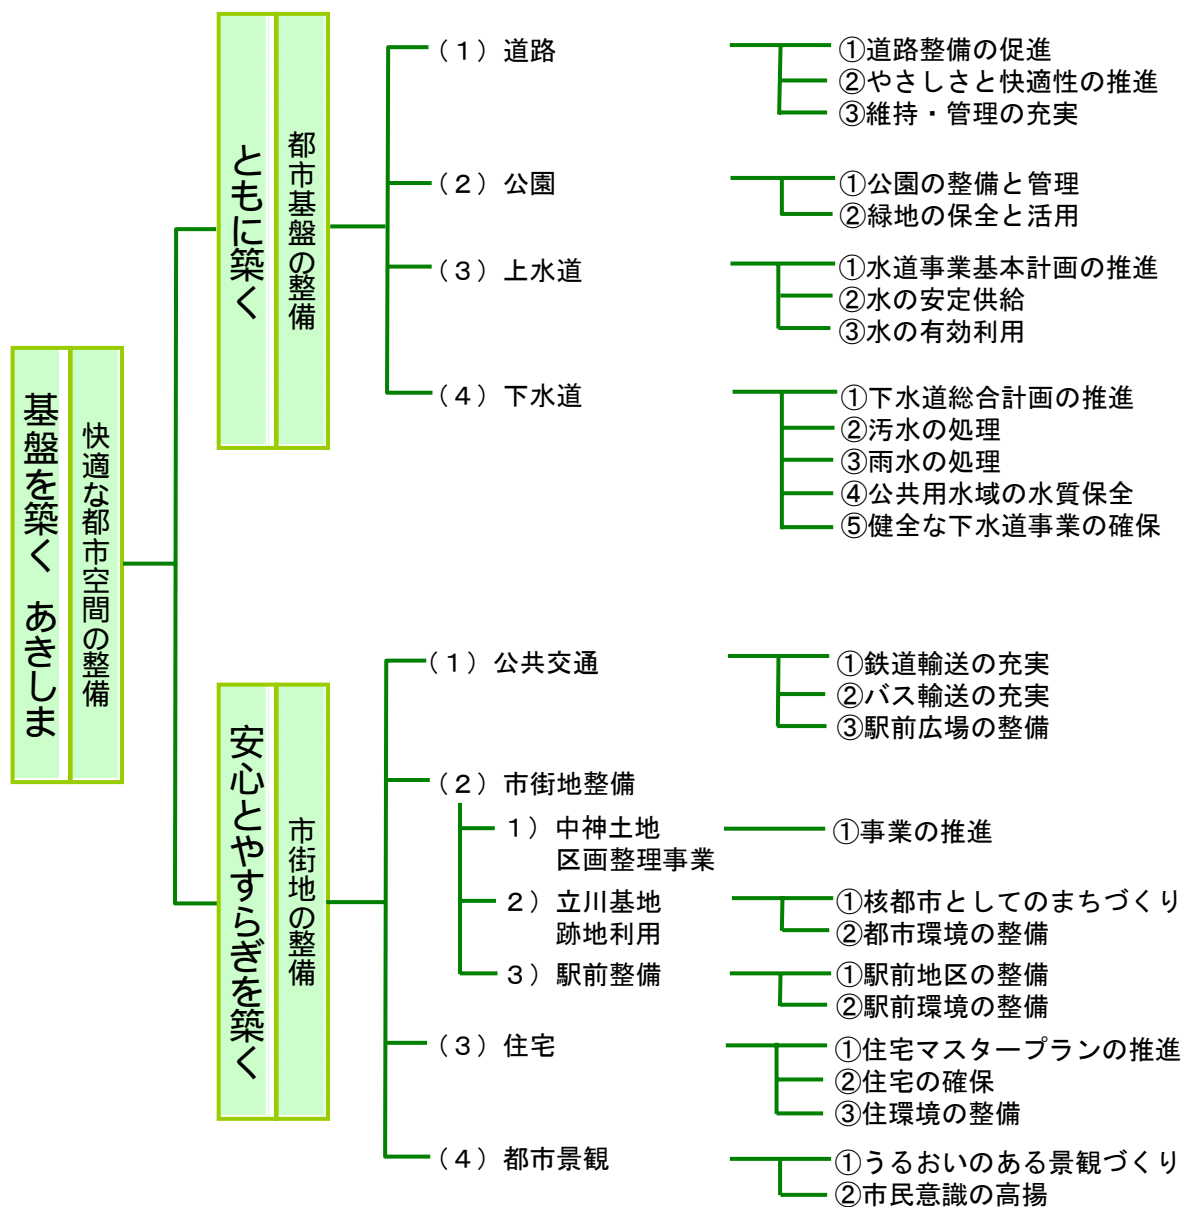 基盤を築く あきしま
快適な都市空間の整備
ともに築く
都市基盤の整備
（１）道路
①道路整備の促進
②やさしさと快適性の推進
③維持・管理の充実
（２）公園
①公園の整備と管理
②緑地の保全と活用
（３）上水道
①水道事業基本計画の推進
②水の安定供給
③水の有効利用
（４）下水道
①下水道総合計画の推進
②汚水の処理
③雨水の処理
④公共用水域の水質保全
⑤健全な下水道事業の確保
安心とやすらぎを築く
市街地の整備
（１）公共交通
①鉄道輸送の充実
②バス輸送の充実
③駅前広場の整備
（２）市街地整備
１）中神土地
区画整理事業
①事業の推進
２）立川基地
跡地利用
①核都市としてのまちづくり
②都市環境の整備
３）駅前整備
①駅前地区の整備
②駅前環境の整備
（３）住宅
①住宅マスタープランの推進
②住宅の確保
③住環境の整備
（４）都市景観
①うるおいのある景観づくり
②市民意識の高揚